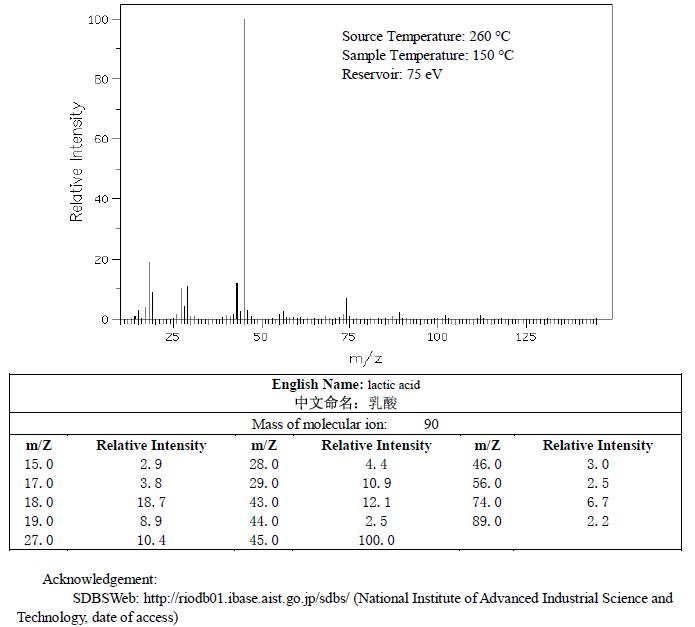 100
Source Temperature: 260 °C
Sample Temperature: 150 °C
Reservoir: 75 eV
80
60
40
20
0
Relative Intensity
25 50 75 100 125
m/z
English Name: lactic acid
中文命名：乳酸
Mass of molecular ion: 90
m/Z Relative Intensity m/Z Relative Intensity m/Z Relative Intensity
15.0 2.9 28.0 4.4 46.0 3.0
17.0 3.8 29.0 10.9 56.0 2.5
18.0 18.7 43.0 12.1 74.0 6.7
19.0 8.9 44.0 2.5 89.0 2.2
27.0 10.4 45.0 100.0
Acknowledgement:
SDBSWeb: http://riodb01.ibase.aist.go.jp/sdbs/ (National Institute of Advanced Industrial Science and
Technology, date of access)